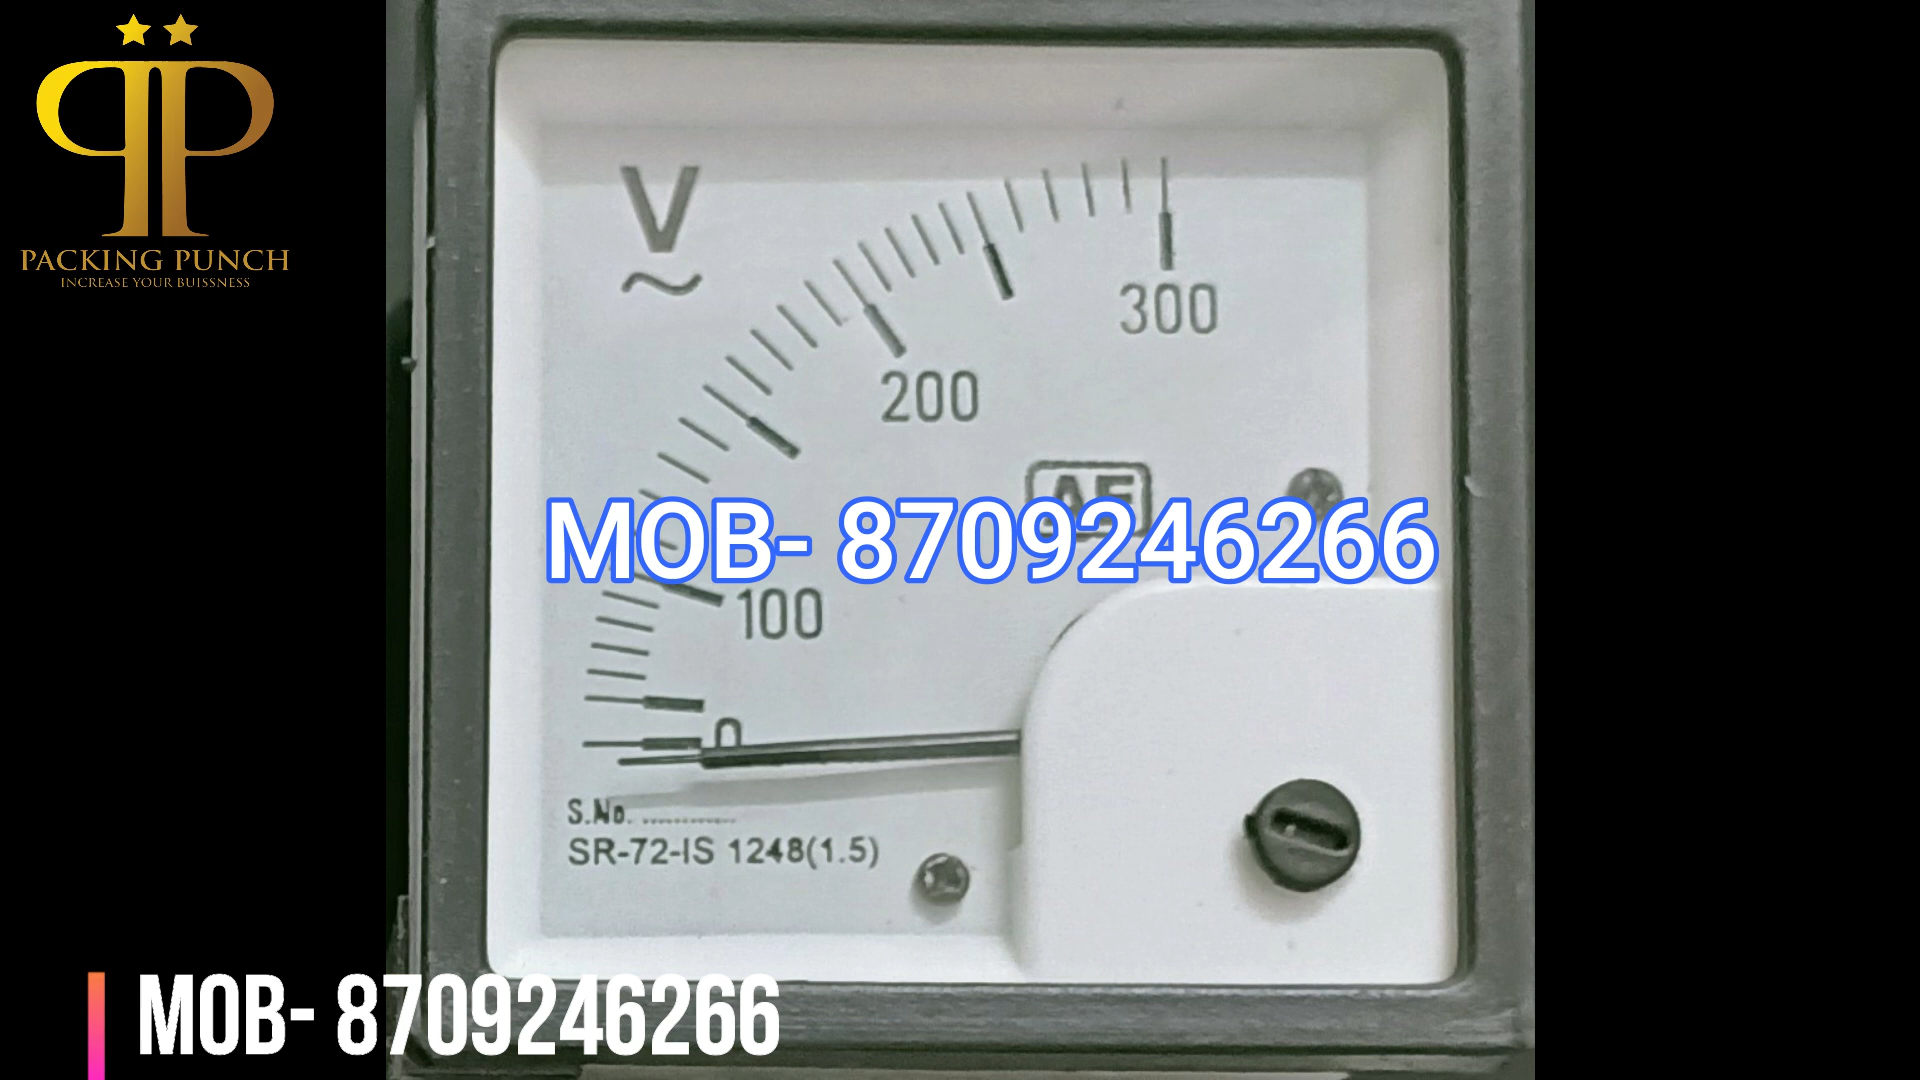 PACKING PUNCH
INCREASE YOUR BUISSNESS
V
300
200
AE
MOB- 8709246266
100
0
S.No. ............
SR-72-IS 1248(1.5)
MOB- 8709246266